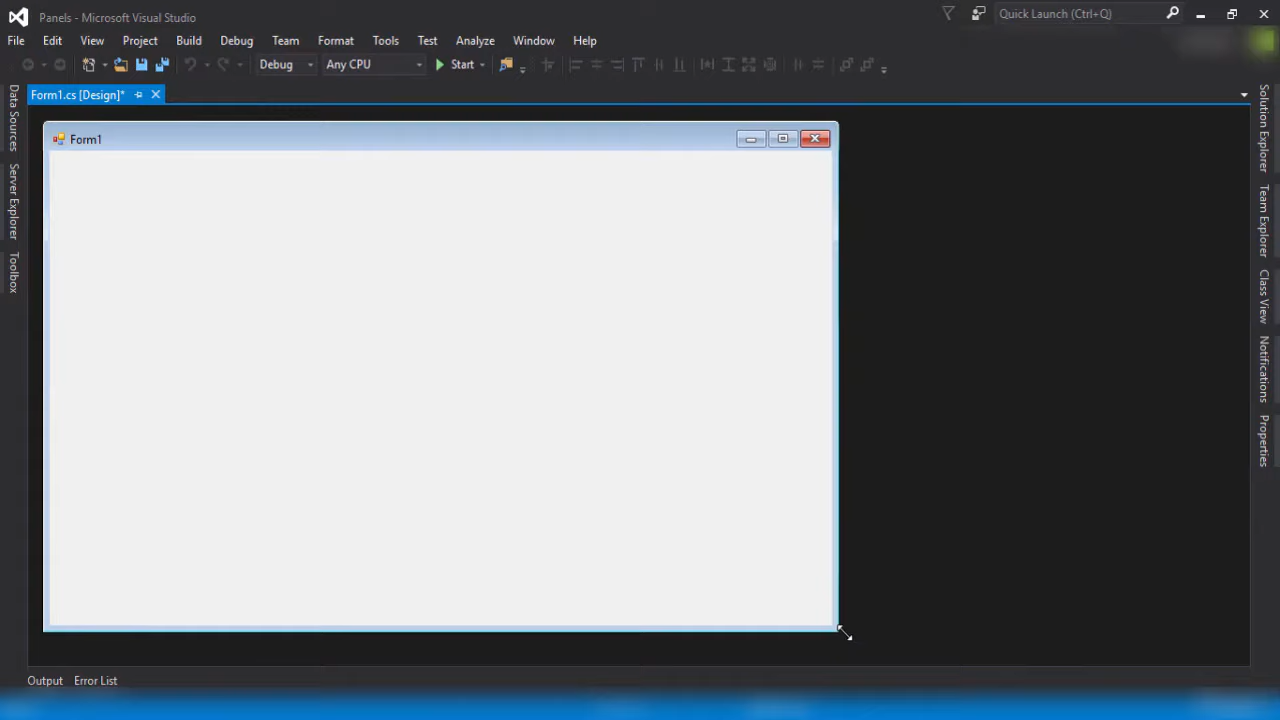 Panels - Microsoft Visual Studio
Quick Launch (Ctrl+Q)
File Edit View Project Build Debug Team Format Tools Test Analyze Window Help
Debug Any CPU Start
Form1.cs [Design]*
Data Sources
Server Explorer
Toolbox
Form1
Solution Explorer
Team Explorer
Class View
Notifications
Properties
Output Error List